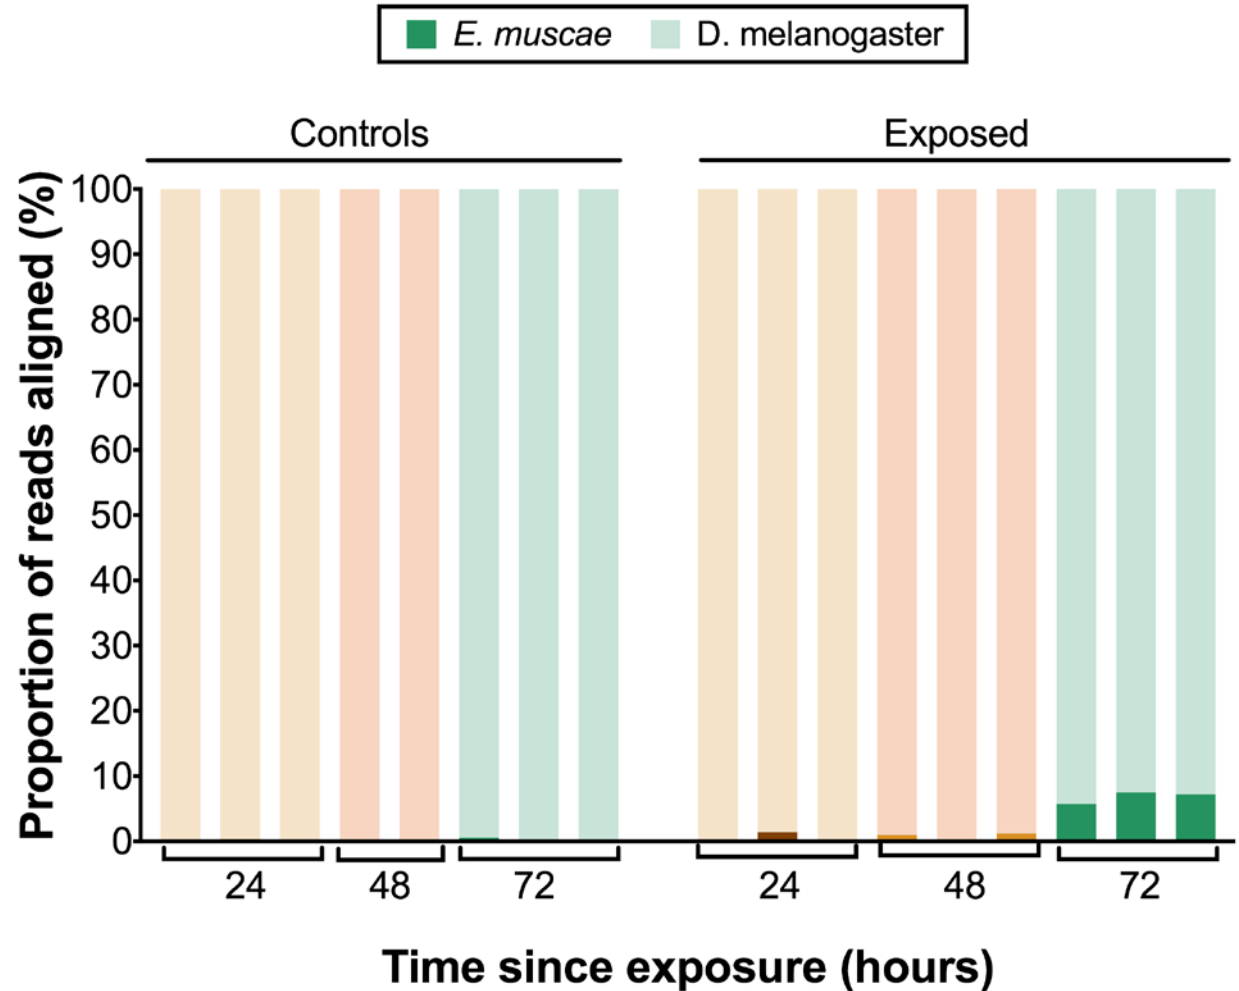 E. muscae D. melanogaster
Controls Exposed
Proportion of reads aligned (%)
100
90
80
70
60
50
40
30
20
10
0
24 48 72 24 48 72
Time since exposure (hours)